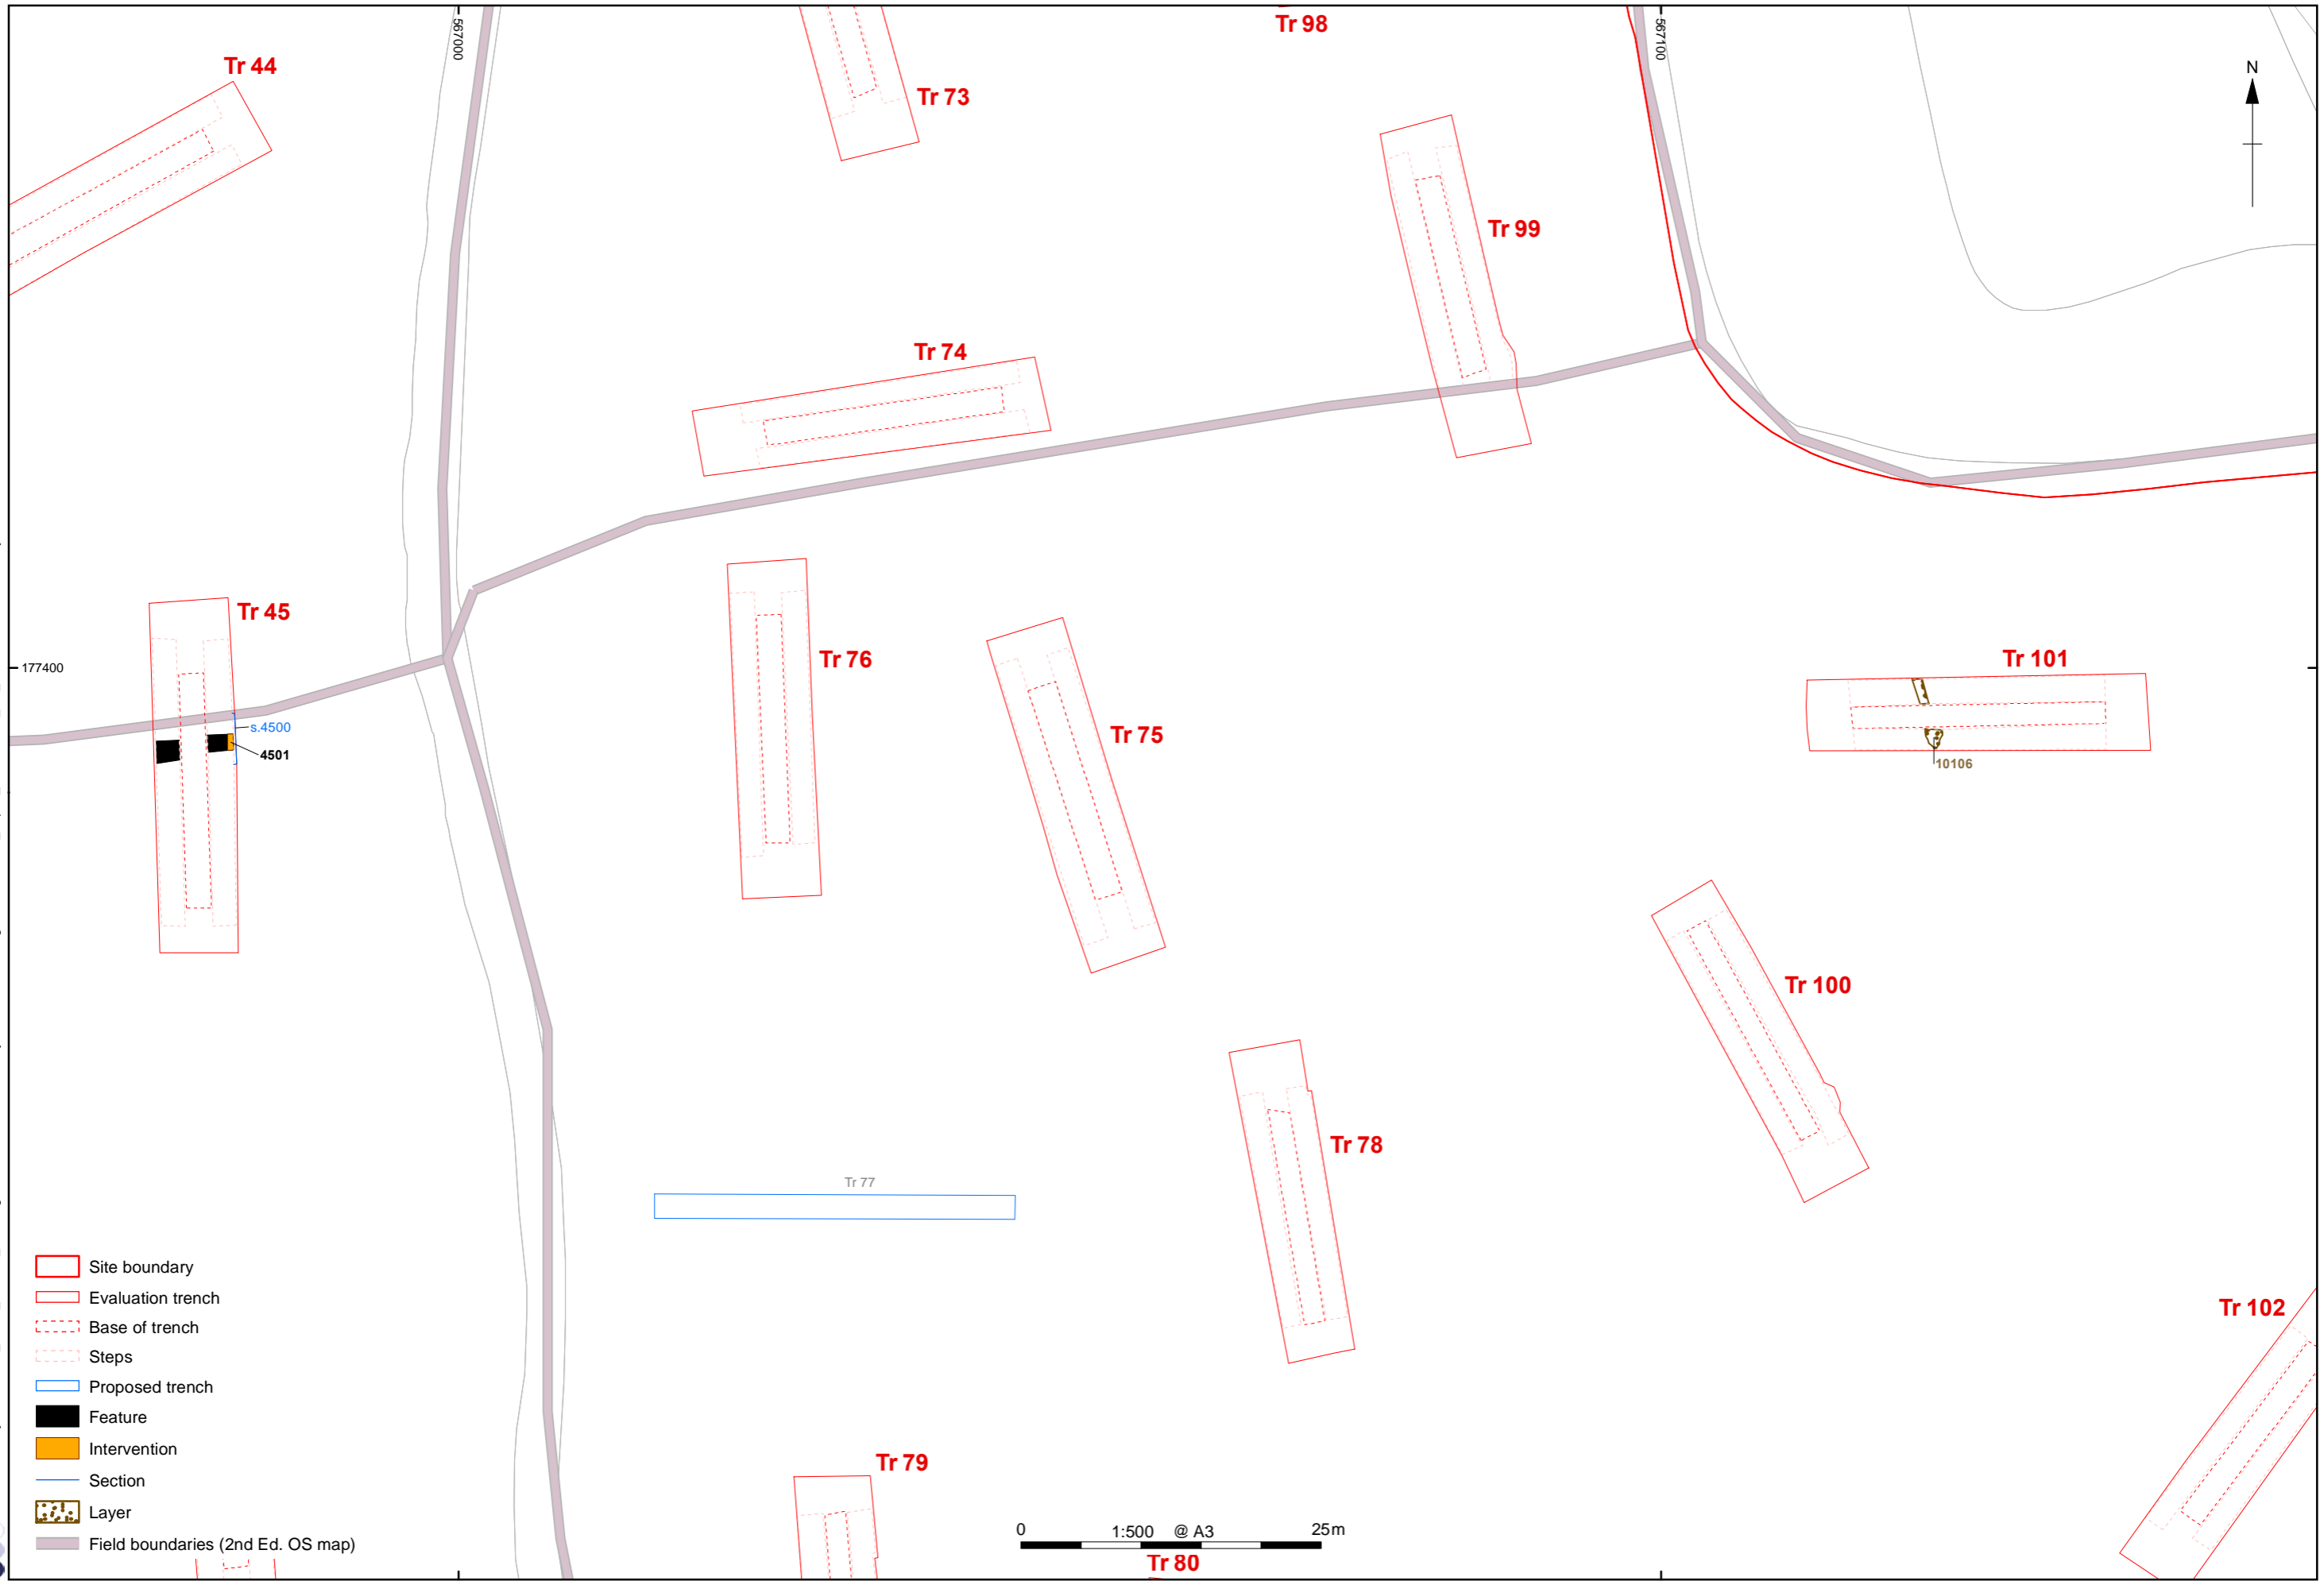 Tr 98
567000
567100
Tr 44
N
Tr 73
Tr 99
Tr 74
Tr 45
Tr 76
Tr 101
177400
s.4500
Tr 75
4501
10106
Tr 100
Tr 78
Tr 77
Site boundary
Evaluation trench
Tr 102
Base of trench
Steps
Proposed trench
Feature
Intervention
Tr 79
Section
Layer
0 1:500 @ A3 25m
Field boundaries (2nd Ed. OS map)
Tr 80